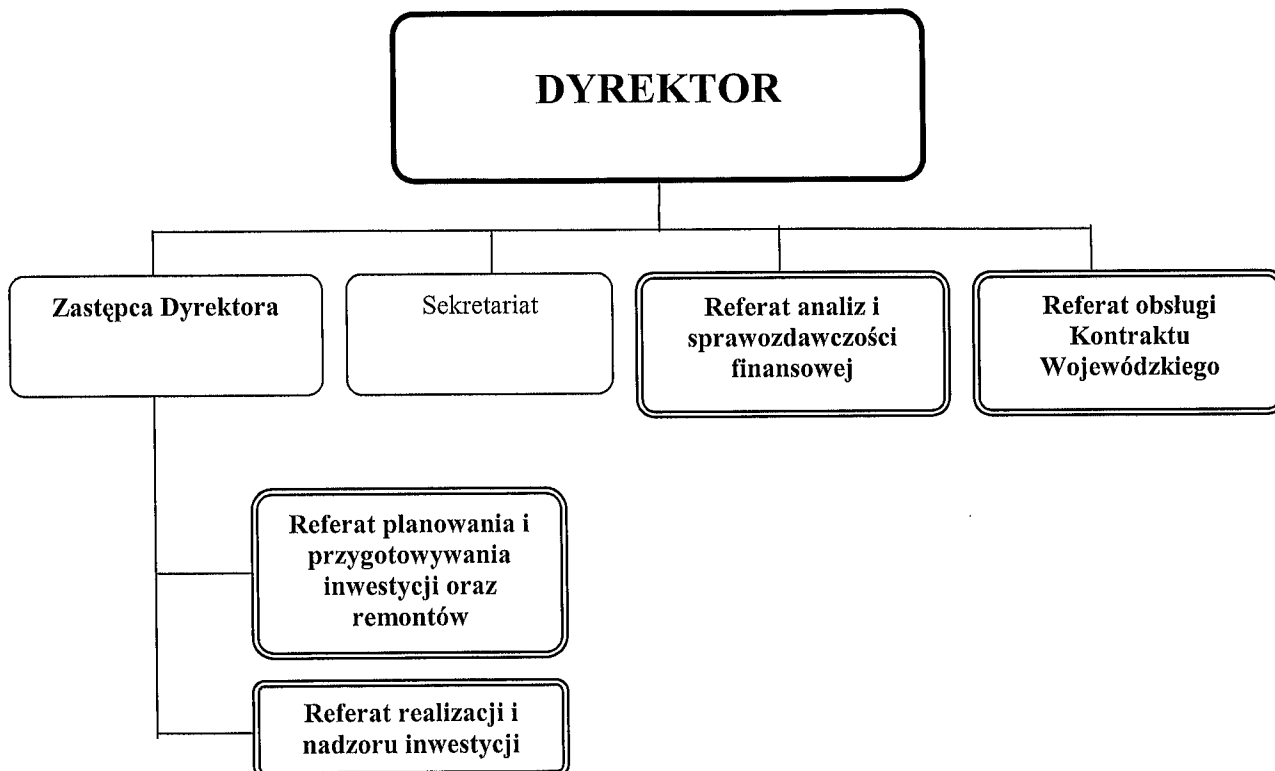 DYREKTOR
Zastępca Dyrektora
Sekretariat
Referat analiz i
sprawozdawczości
finansowej
Referat obsługi
Kontraktu
Wojewódzkiego
Referat planowania i
przygotowywania
inwestycji oraz
remontów
Referat realizacji i
nadzoru inwestycji